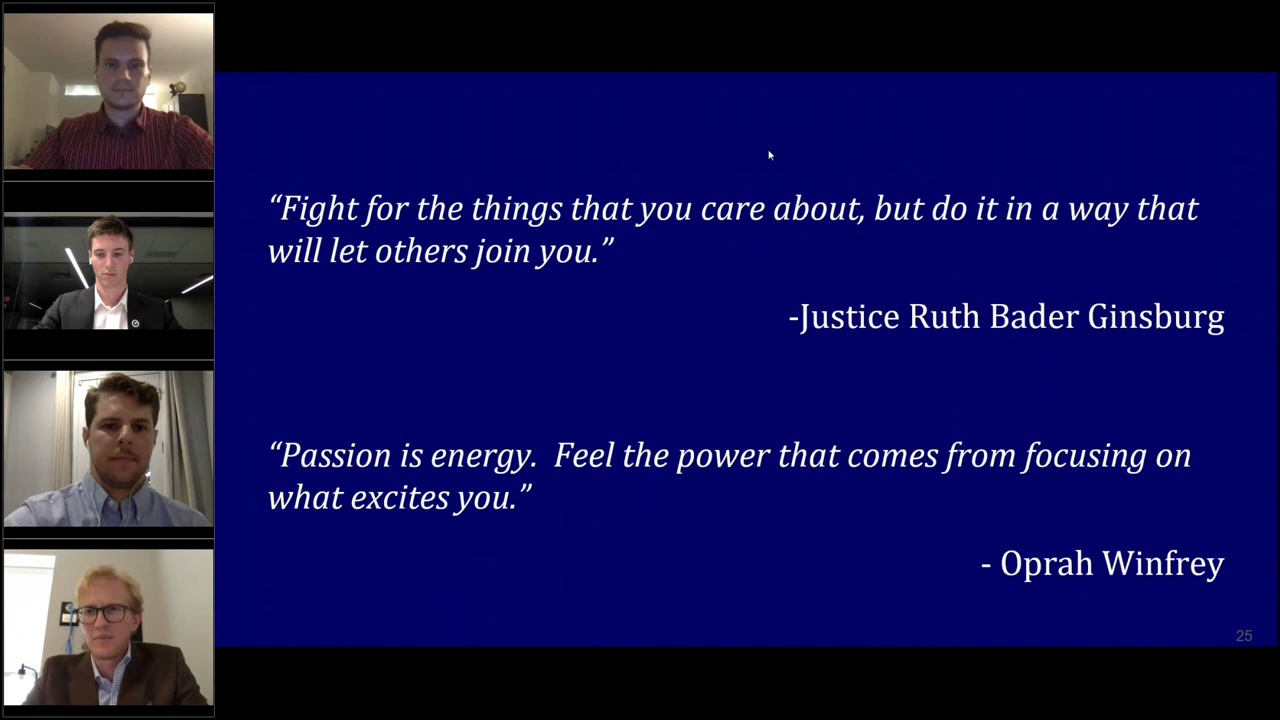 “Fight for the things that you care about, but do it in a way that
will let others join you.”
-Justice Ruth Bader Ginsburg
“Passion is energy.  Feel the power that comes from focusing on
what excites you.”
- Oprah Winfrey
25